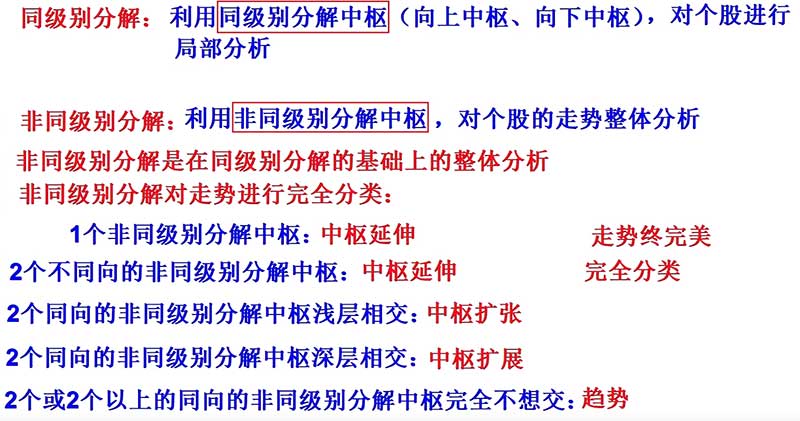 同级别分解：利用同级别分解中枢（向上中枢、向下中枢），对个股进行
局部分析
非同级别分解：利用非同级别分解中枢，对个股的走势整体分析
非同级别分解是在同级别分解的基础上的整体分析
非同级别分解对走势进行完全分类：
1个非同级别分解中枢：中枢延伸 走势终完美
2个不同向的非同级别分解中枢：中枢延伸 完全分类
2个同向的非同级别分解中枢浅层相交：中枢扩张
2个同向的非同级别分解中枢深层相交：中枢扩展
2个或2个以上的同向的非同级别分解中枢完全不想交：趋势